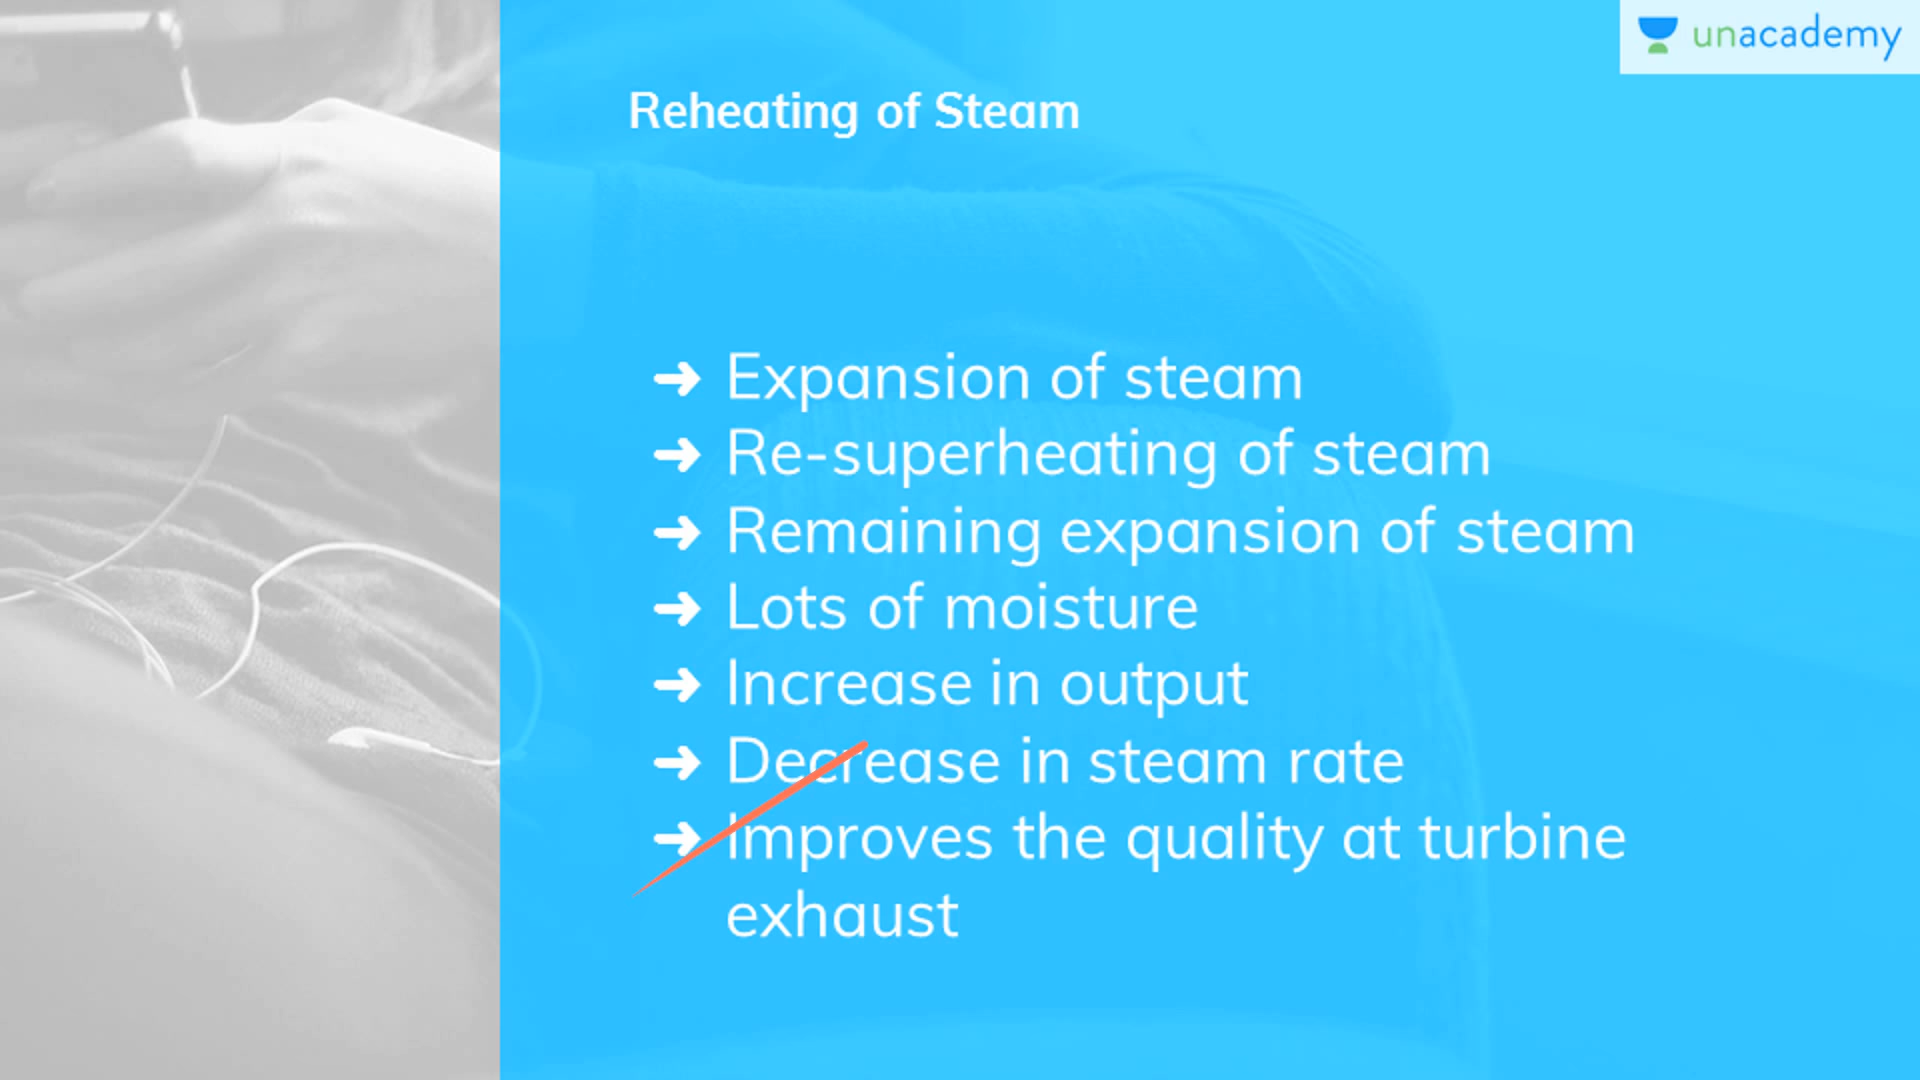 unacademy
Reheating of Steam
➜ Expansion of steam
➜ Re-superheating of steam
➜ Remaining expansion of steam
➜ Lots of moisture
➜ Increase in output
➜ Decrease in steam rate
➜ Improves the quality at turbine
exhaust